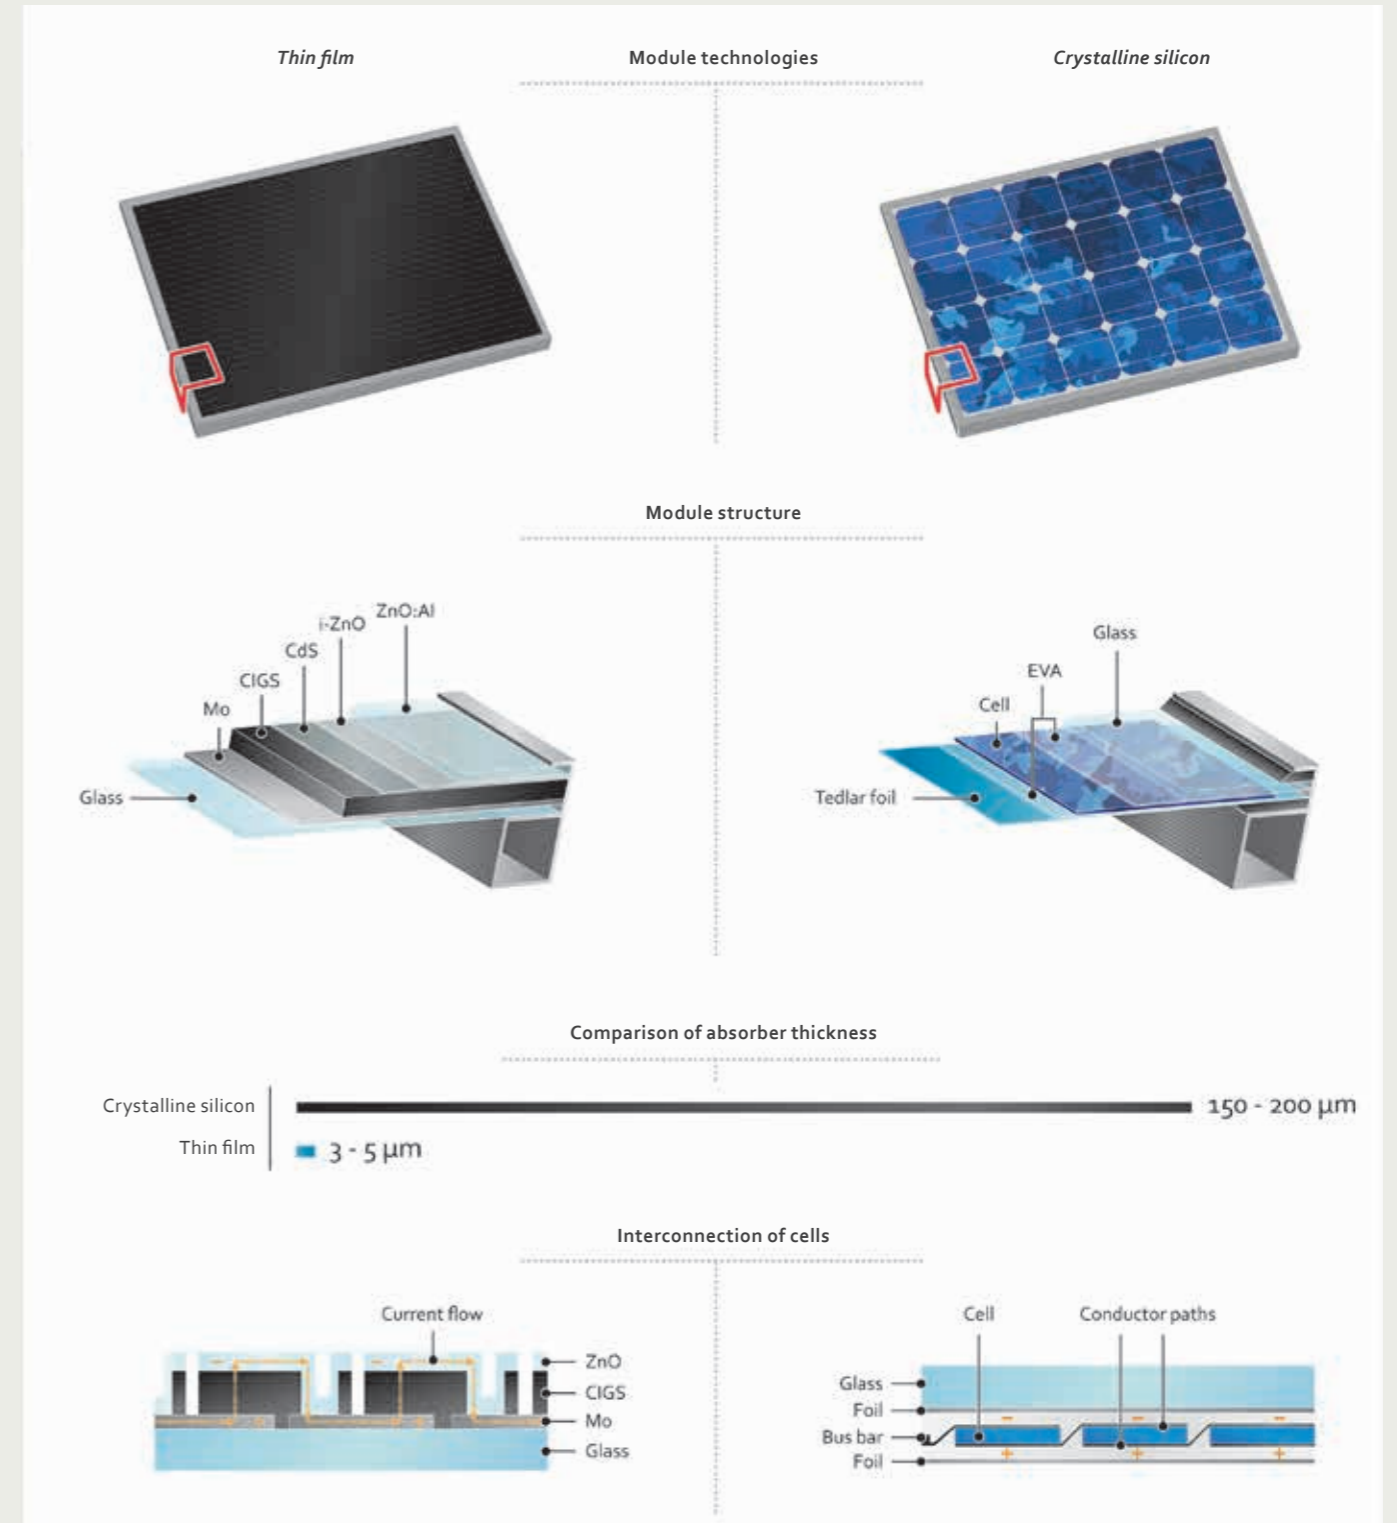 Thin film
Module technologies
Crystalline silicon
Module structure
ZnO:Al
i-ZnO
CdS
CIGS
Mo
Glass
Glass
EVA
Cell
Tedlar foil
Comparison of absorber thickness
Crystalline silicon
150 - 200 µm
Thin film
3 - 5 µm
Interconnection of cells
Current flow
ZnO
CIGS
Mo
Glass
Cell
Conductor paths
Glass
Foil
Bus bar
Foil